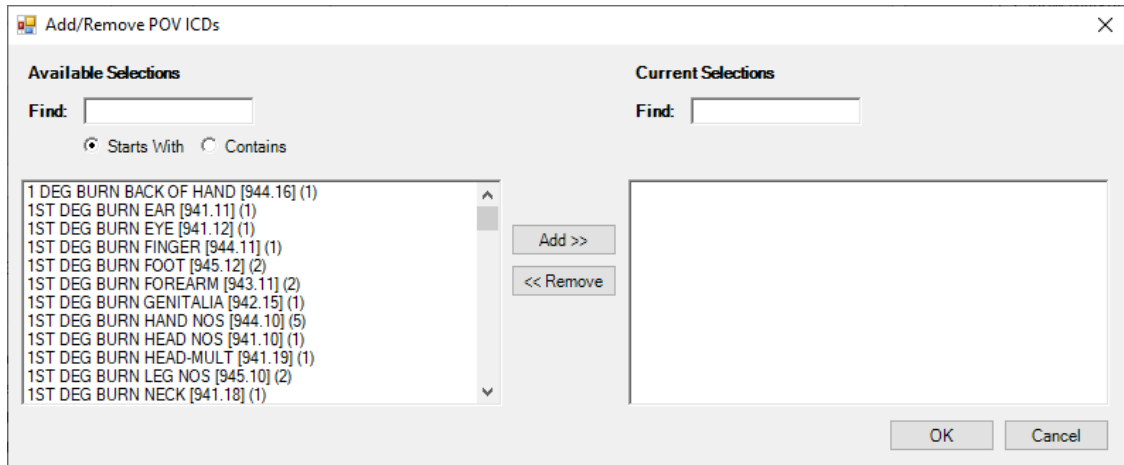 Add/Remove POV ICDs
Available Selections
Find:
Starts With Contains
1 DEG BURN BACK OF HAND [944.16] (1)
1ST DEG BURN EAR [941.11] (1)
1ST DEG BURN EYE [941.12] (1)
1ST DEG BURN FINGER [944.11] (1)
1ST DEG BURN FOOT [945.12] (2)
1ST DEG BURN FOREARM [943.11] (2)
1ST DEG BURN GENITALIA [942.15] (1)
1ST DEG BURN HAND NOS [944.10] (5)
1ST DEG BURN HEAD NOS [941.10] (1)
1ST DEG BURN HEAD-MULT [941.19] (1)
1ST DEG BURN LEG NOS [945.10] (2)
1ST DEG BURN NECK [941.18] (1)
Add >>
<< Remove
Current Selections
Find:
OK
Cancel